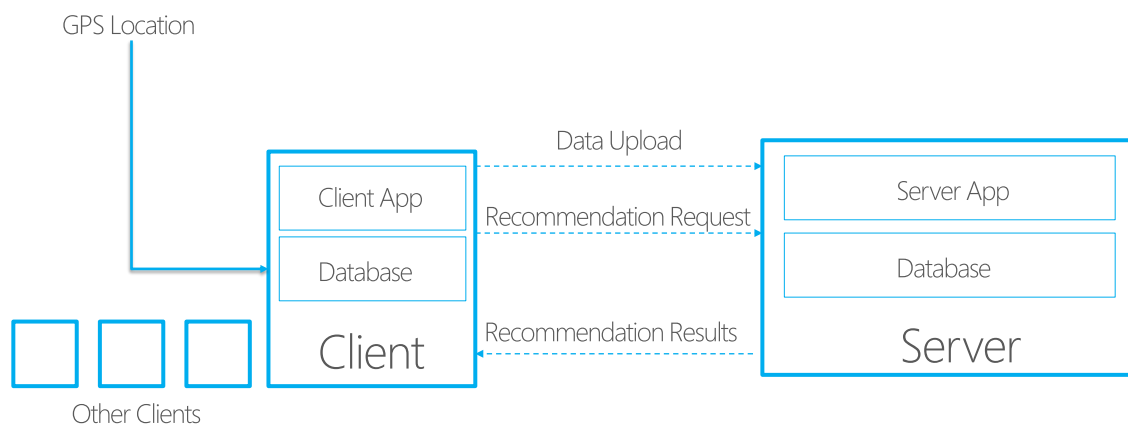 GPS Location
Data Upload
Client App
Server App
Recommendation Request
Database
Database
Recommendation Results
Client
Server
Other Clients